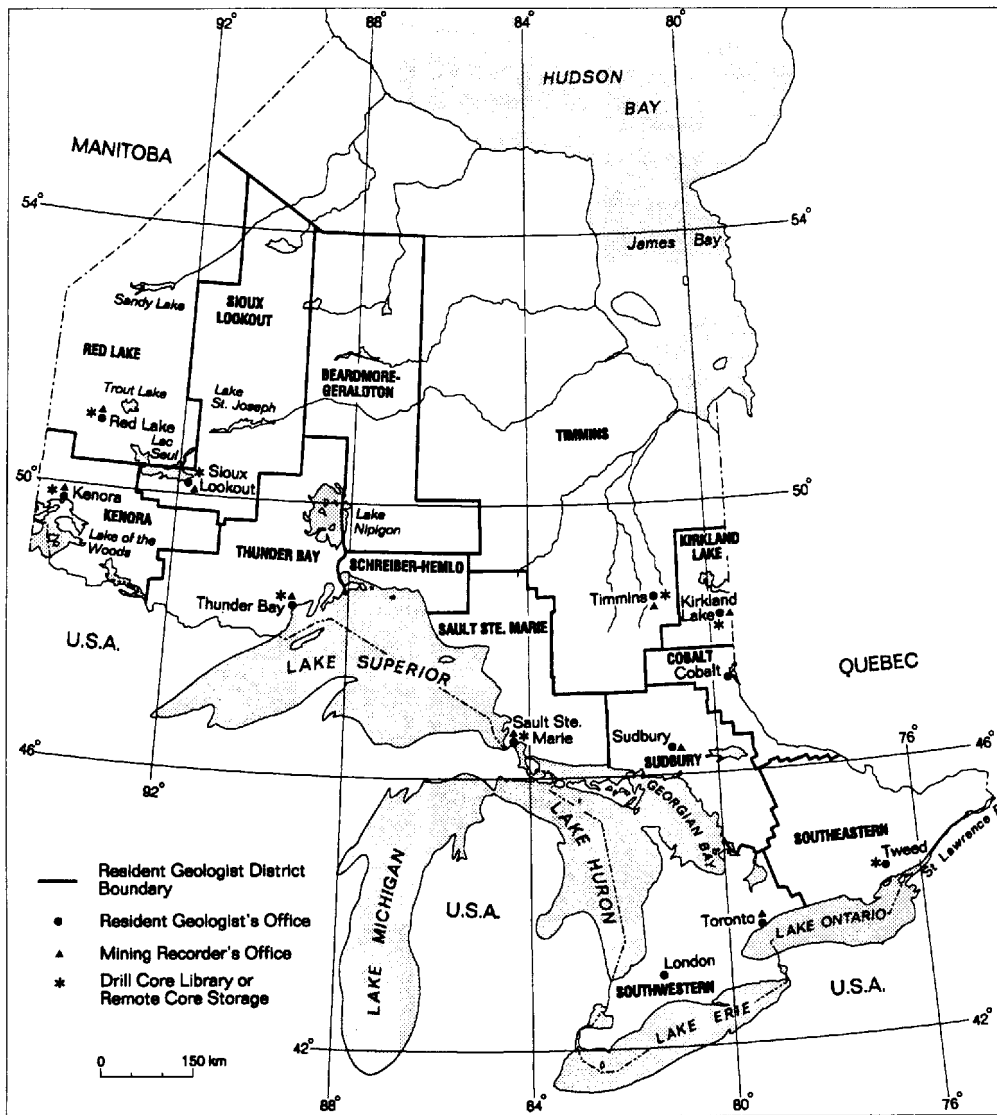 92°
88°
84°
80°
HUDSON
BAY
MANITOBA
54°
54°
James Bay
Sandy Lake
SIOUX
LOOKOUT
RED LAKE
BEARDMORE-
GERALDTON
Trout Lake
Lake
St. Joseph
* ▲ ● Red Lake
Lac
Seul
TIMMINS
50°
* Sioux
Lookout
50°
Kenora
KENORA
Lake of the
Woods
Lake
Nipigon
THUNDER BAY
SCHREIBER-HEMLO
KIRKLAND
LAKE
Thunder Bay
Timmins
Kirkland
Lake
U.S.A.
SAULT STE. MARIE
LAKE SUPERIOR
COBALT
Cobalt
QUEBEC
Sault Ste.
Marie
Sudbury
SUDBURY
76°
46°
46°
92°
GEORGIAN BAY
LAKE HURON
SOUTHEASTERN
Tweed
St Lawrence R
LAKE MICHIGAN
U.S.A.
Toronto
LAKE ONTARIO
London
SOUTHWESTERN
LAKE ERIE
U.S.A.
42°
42°
Resident Geologist District
Boundary
● Resident Geologist's Office
▲ Mining Recorder's Office
* Drill Core Library or
Remote Core Storage
0 150 km
88°
84°
80°
76°